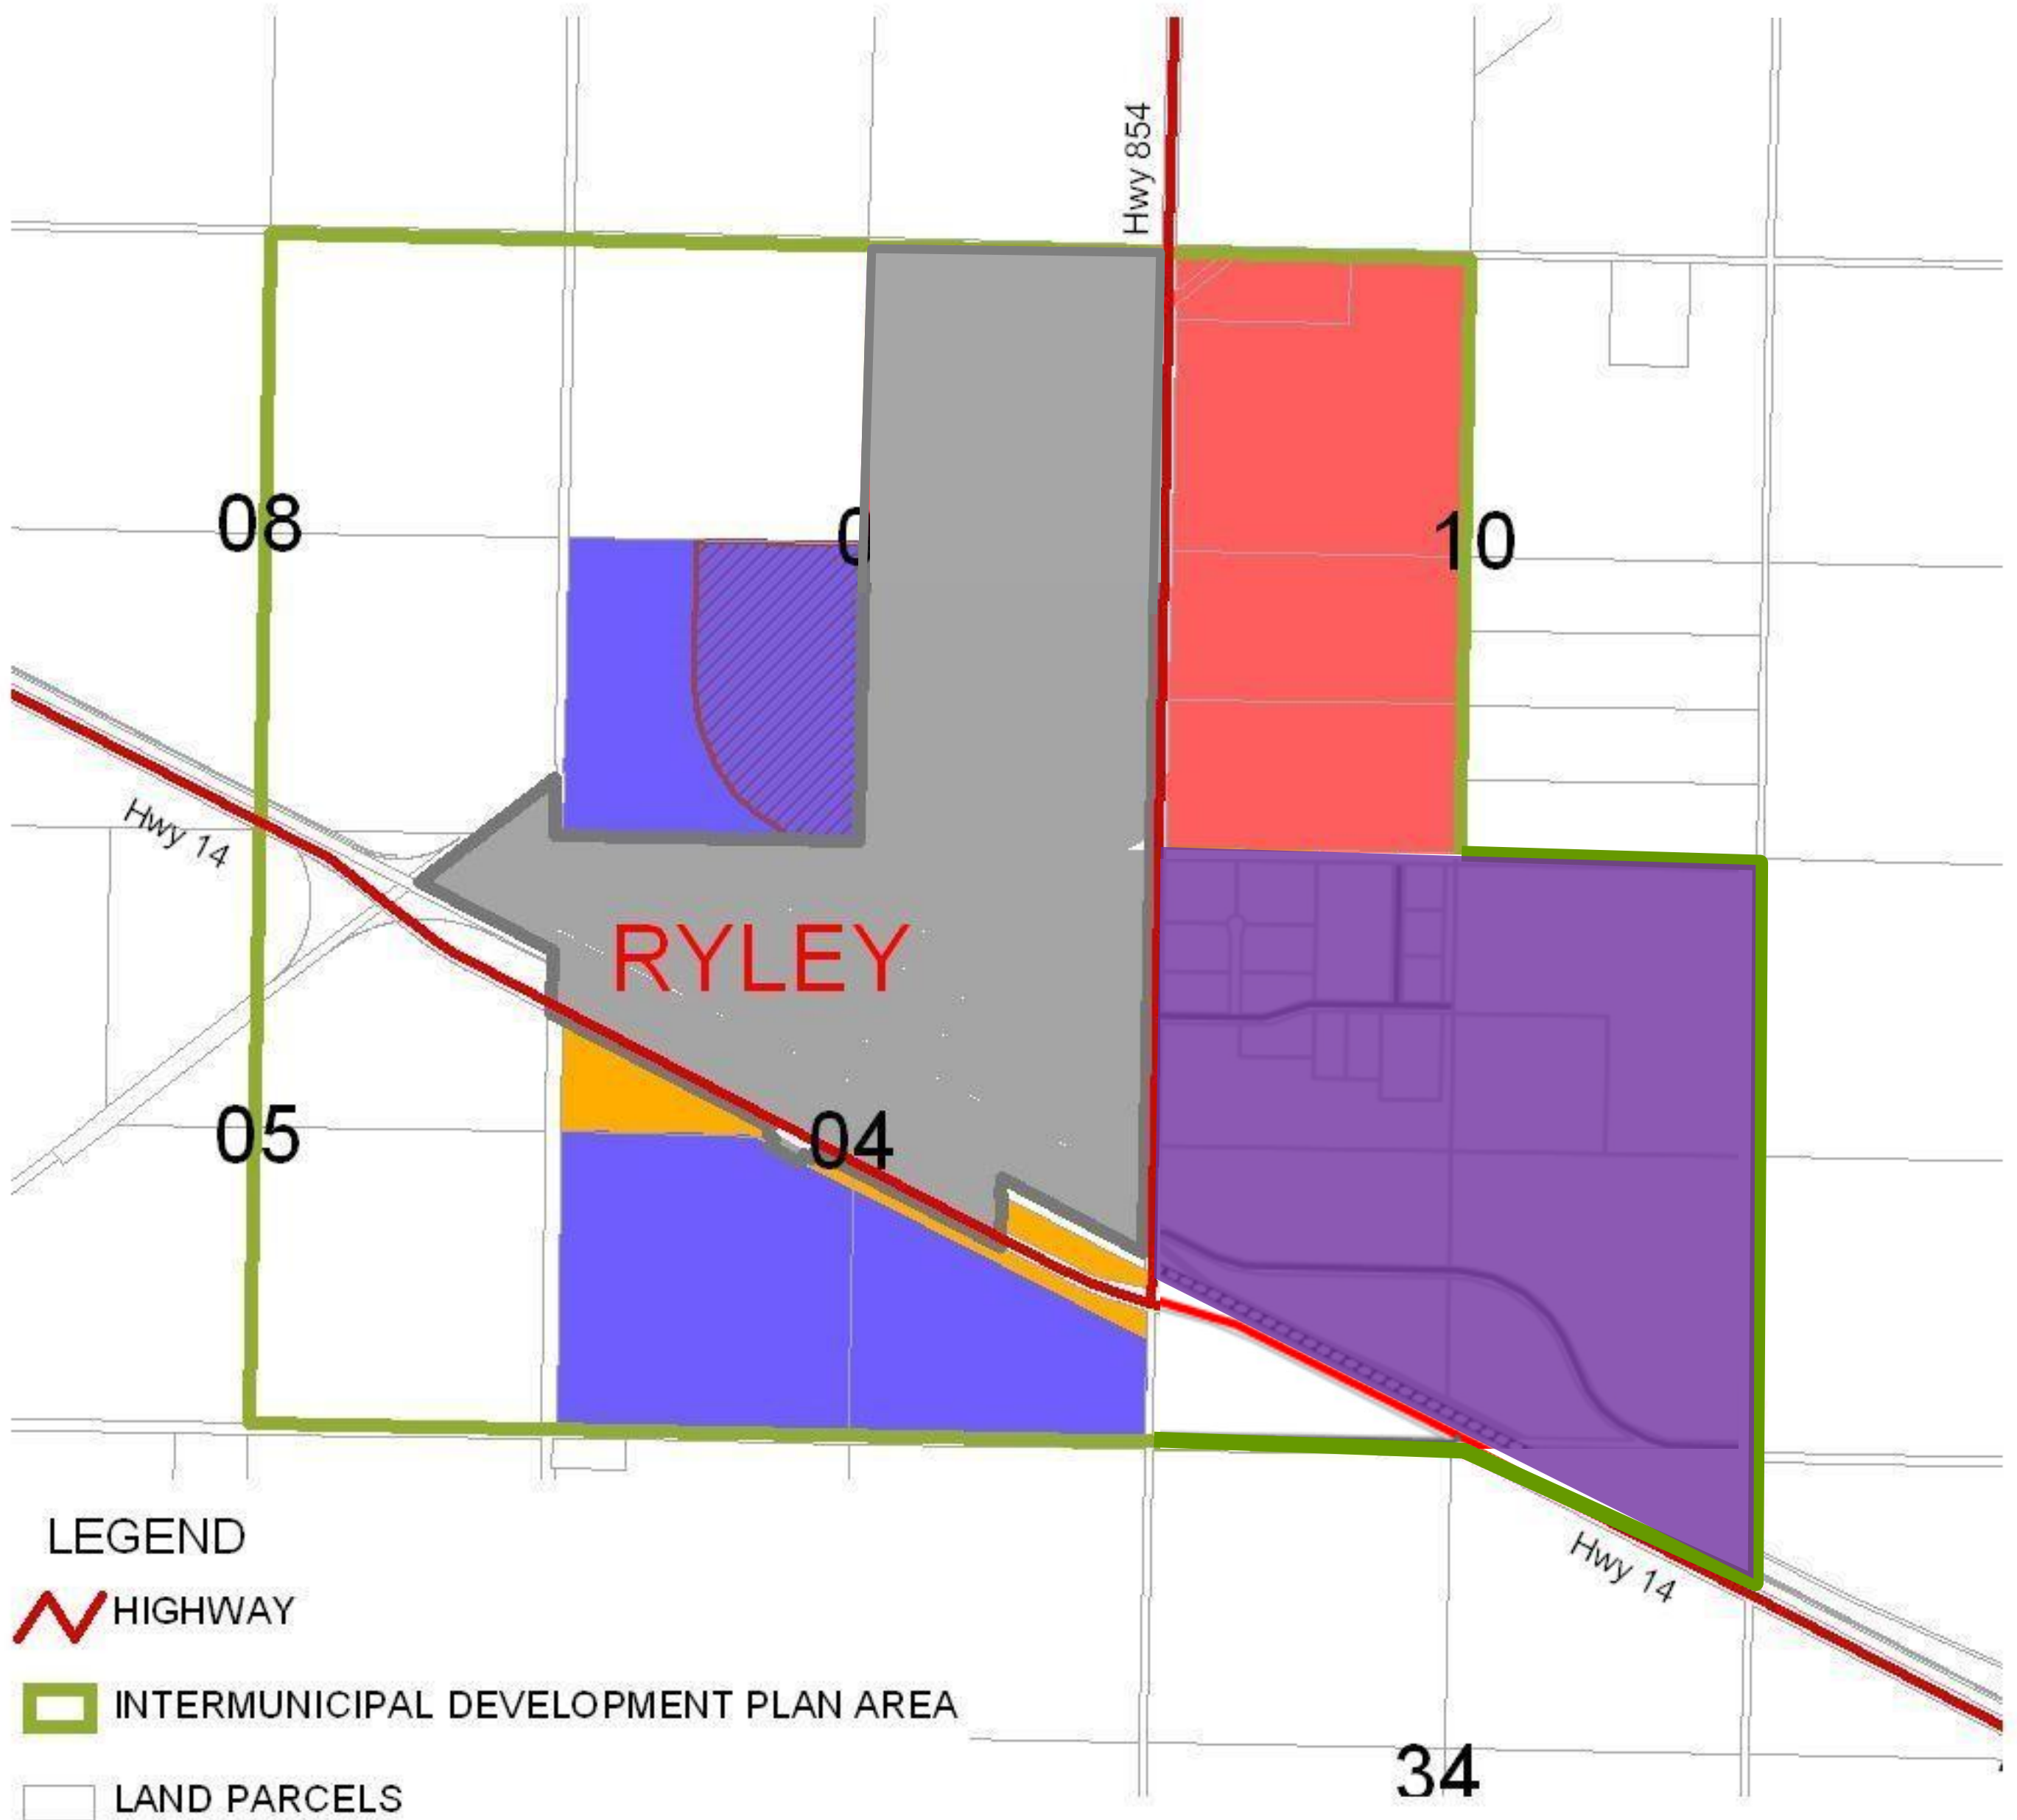 Hwy 854
08
0
10
Hwy 14
RYLEY
05
04
Hwy 14
LEGEND
HIGHWAY
INTERMUNICIPAL DEVELOPMENT PLAN AREA
LAND PARCELS
34